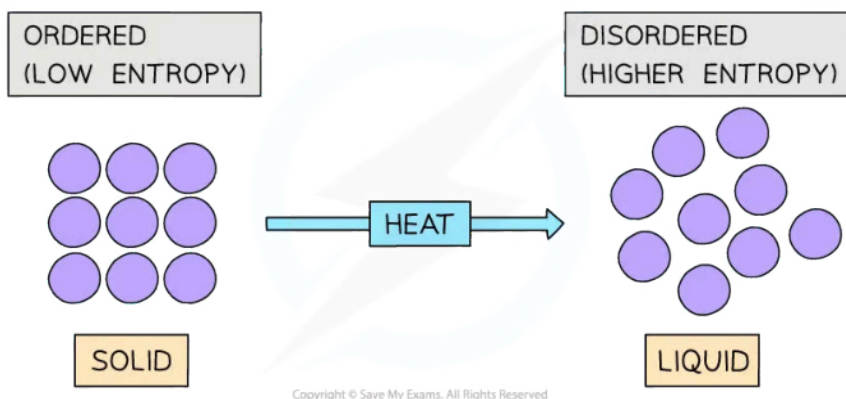 ORDERED
(LOW ENTROPY)
DISORDERED
(HIGHER ENTROPY)
HEAT
SOLID
LIQUID
Copyright © Save My Exams. All Rights Reserved